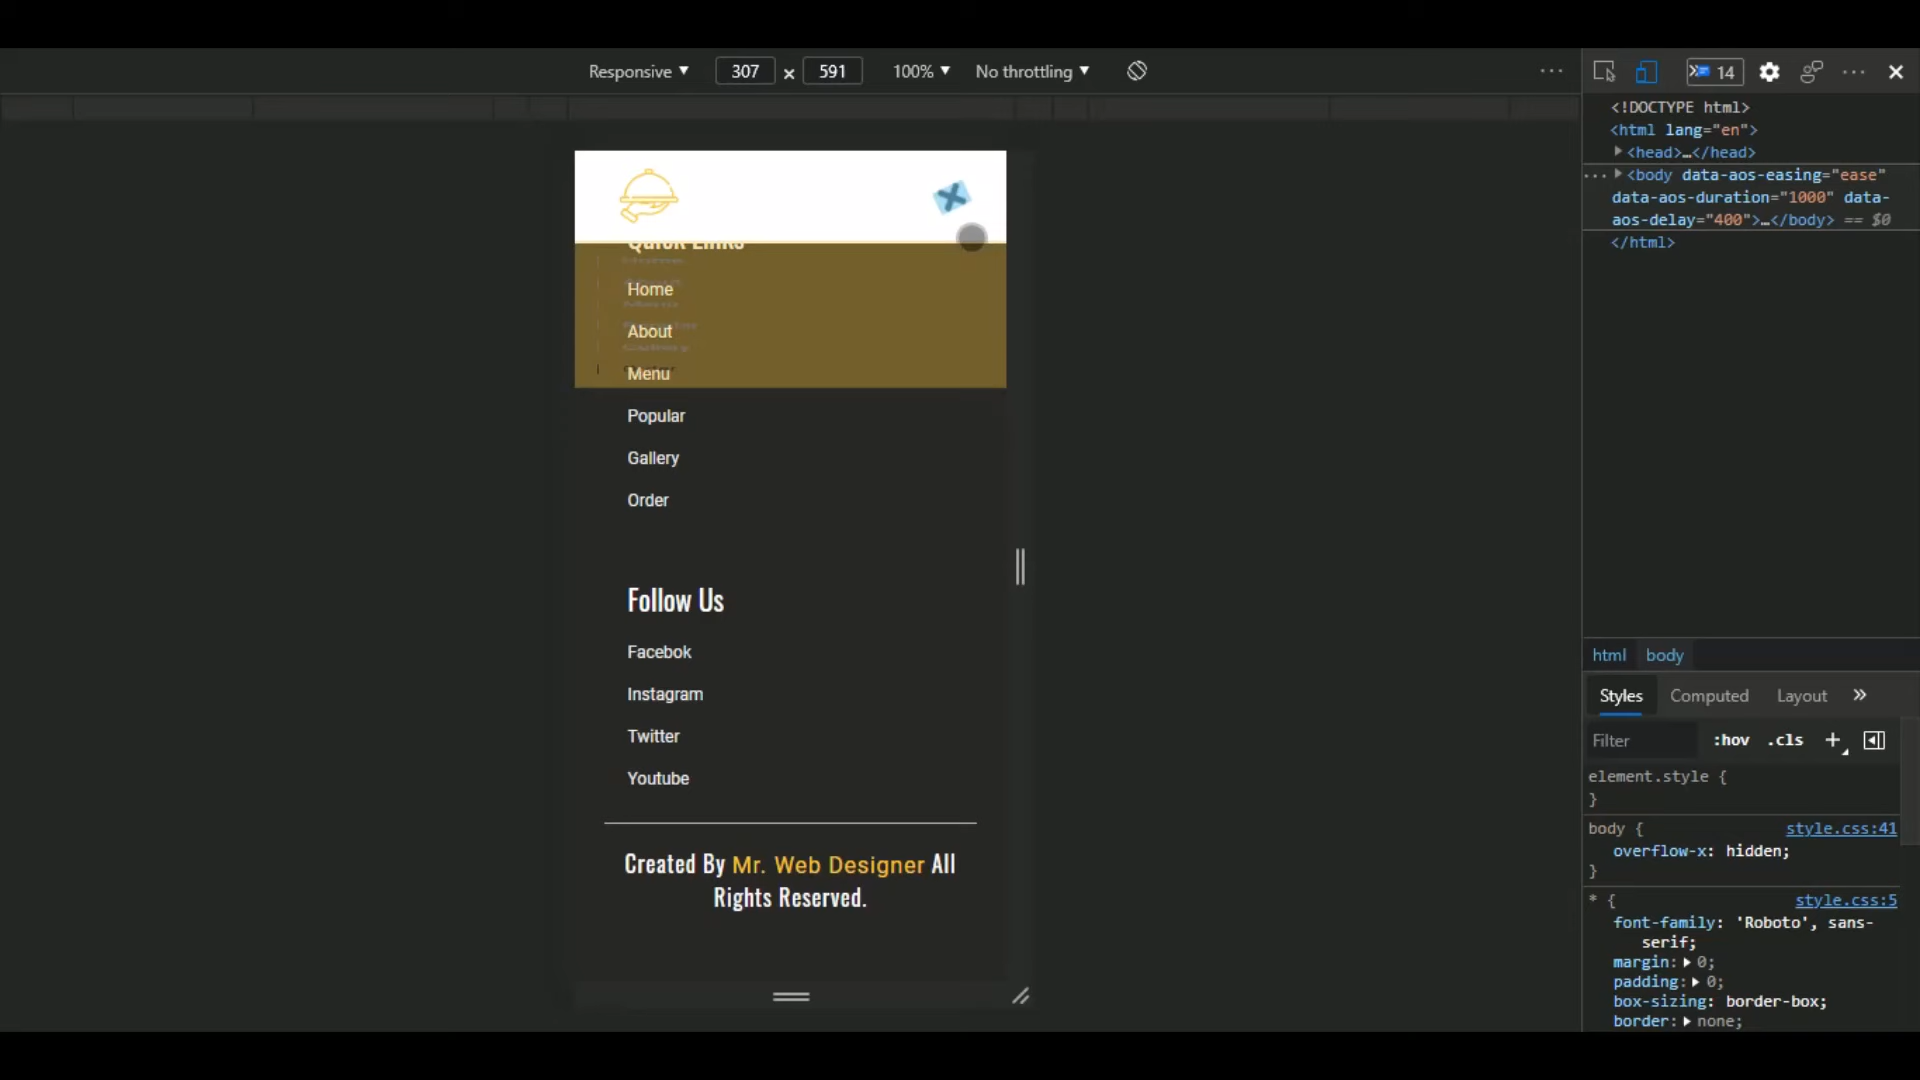 Responsive ▼ 307 × 591 100% ▼ No throttling ▼ ...
14 ...
Quick Links
Home
About
Menu
Popular
Gallery
Order
Follow Us
Facebok
Instagram
Twitter
Youtube
Created By Mr. Web Designer All
Rights Reserved.
<!DOCTYPE html>
<html lang="en">
<head>…</head>
... <body data-aos-easing="ease"
data-aos-duration="1000" data-
aos-delay="400">…</body> == $0
</html>
html body
Styles Computed Layout »
Filter :hov .cls +
element.style {
}
body { style.css:41
overflow-x: hidden;
}
* { style.css:5
font-family: 'Roboto', sans-
serif;
margin: 0;
padding: 0;
box-sizing: border-box;
border: none;